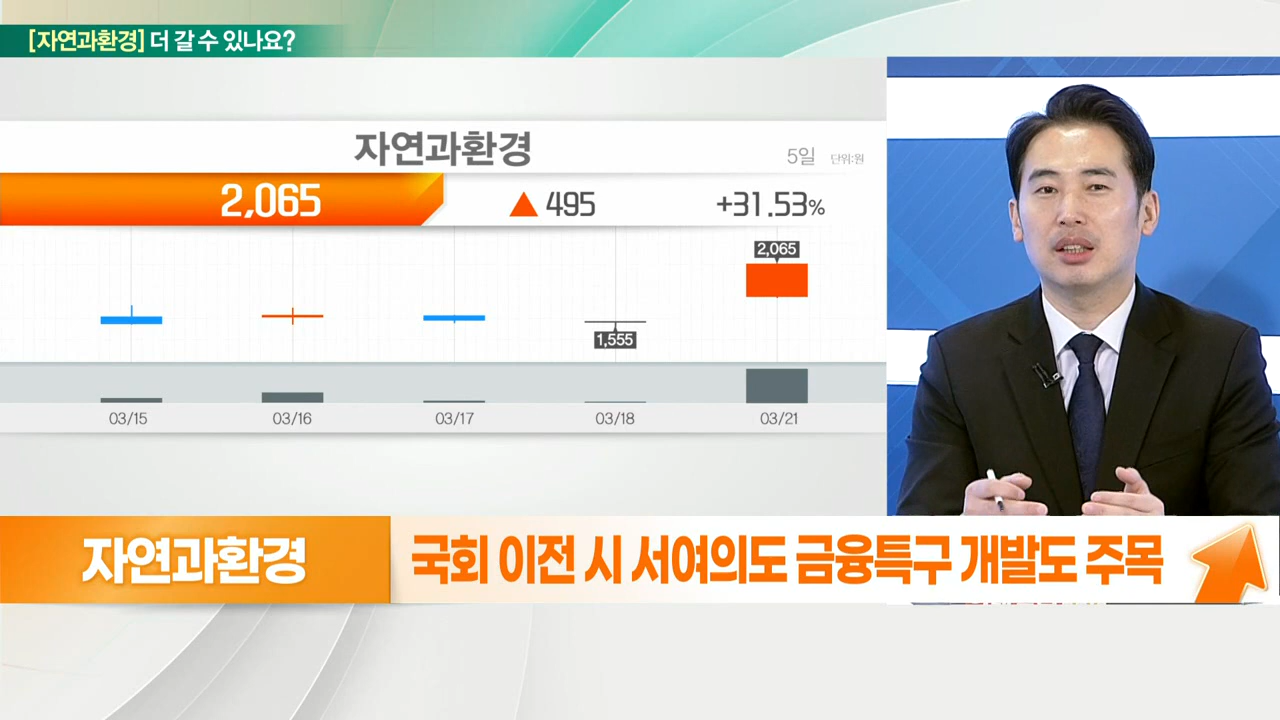 [자연과환경] 더 갈 수 있나요?
자연과환경
5일 단위:원
2,065 ▲ 495 +31.53%
2,065
1,555
03/15 03/16 03/17 03/18 03/21
자연과환경 국회 이전 시 서여의도 금융특구 개발도 주목